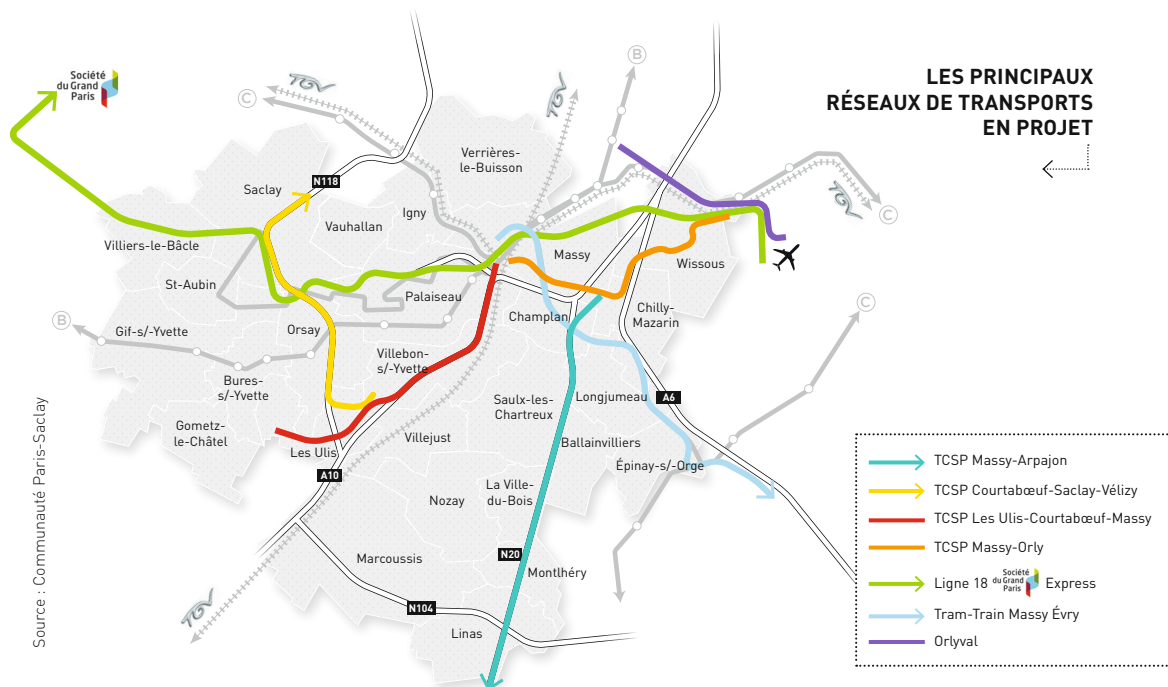 LES PRINCIPAUX
RÉSEAUX DE TRANSPORTS
EN PROJET
Société
du Grand
Paris
TGV
C
TGV
B
Verrières-
le-Buisson
Saclay
N118
Igny
Vauhallan
TGV
C
Villiers-le-Bâcle
Massy
Wissous
St-Aubin
Palaiseau
Champlan
Chilly-
Mazarin
C
B
Gif-s/-Yvette
Orsay
Villebon-
s/-Yvette
Bures-
s/-Yvette
Saulx-les-
Chartreux
Longjumeau
A6
Gometz-
le-Châtel
Villejust
Ballainvilliers
Les Ulis
A10
Épinay-s/-Orge
La Ville-
du-Bois
Nozay
N20
Marcoussis
Montlhéry
TGV
N104
Linas
TCSP Massy-Arpajon
TCSP Courtabœuf-Saclay-Vélizy
TCSP Les Ulis-Courtabœuf-Massy
TCSP Massy-Orly
Ligne 18 Société du Grand Paris Express
Tram-Train Massy Évry
Orlyval
Source : Communauté Paris-Saclay